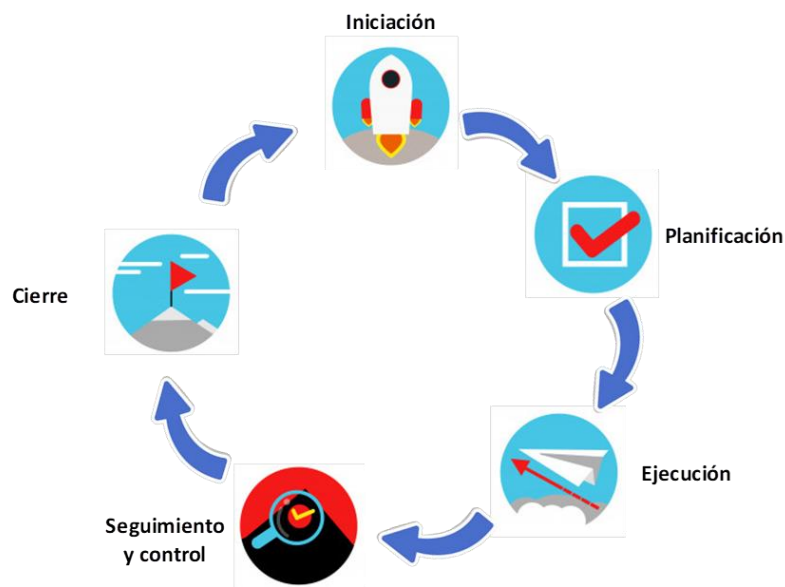 Iniciación
Planificación
Ejecución
Seguimiento
y control
Cierre